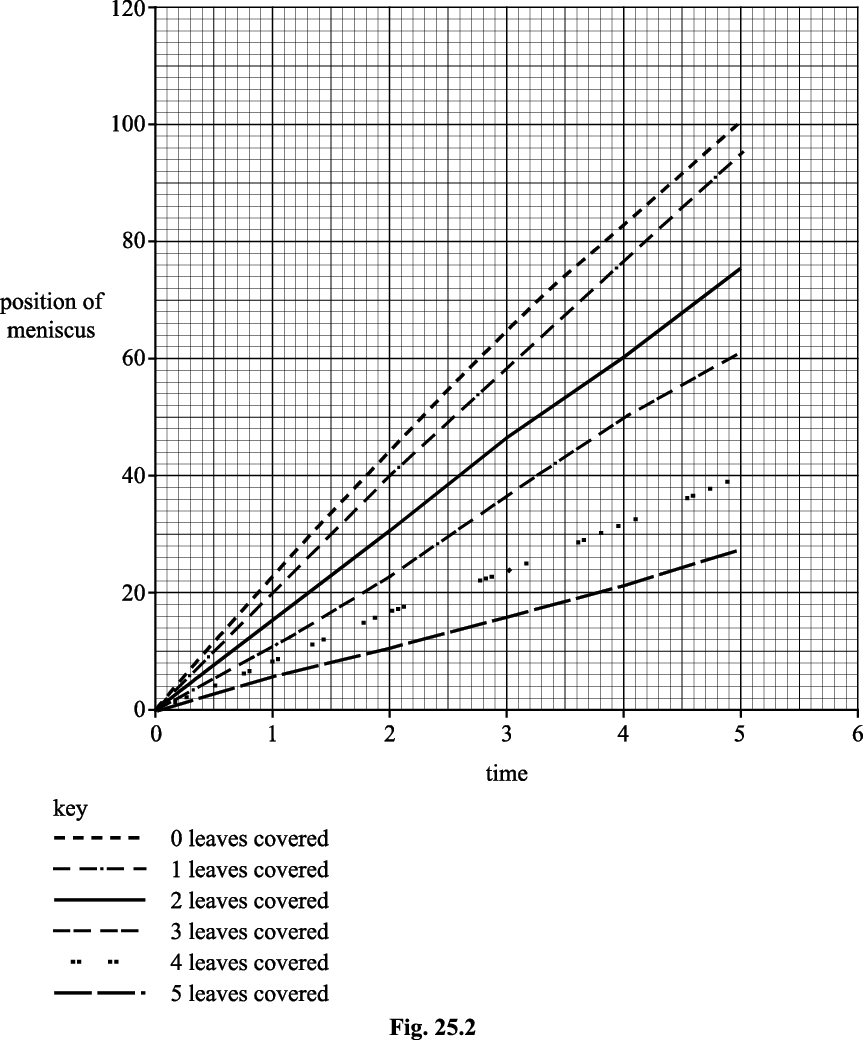 120
100
80
60
40
20
0
position of
meniscus
0 1 2 3 4 5 6
time
key
0 leaves covered
1 leaves covered
2 leaves covered
3 leaves covered
4 leaves covered
5 leaves covered
Fig. 25.2